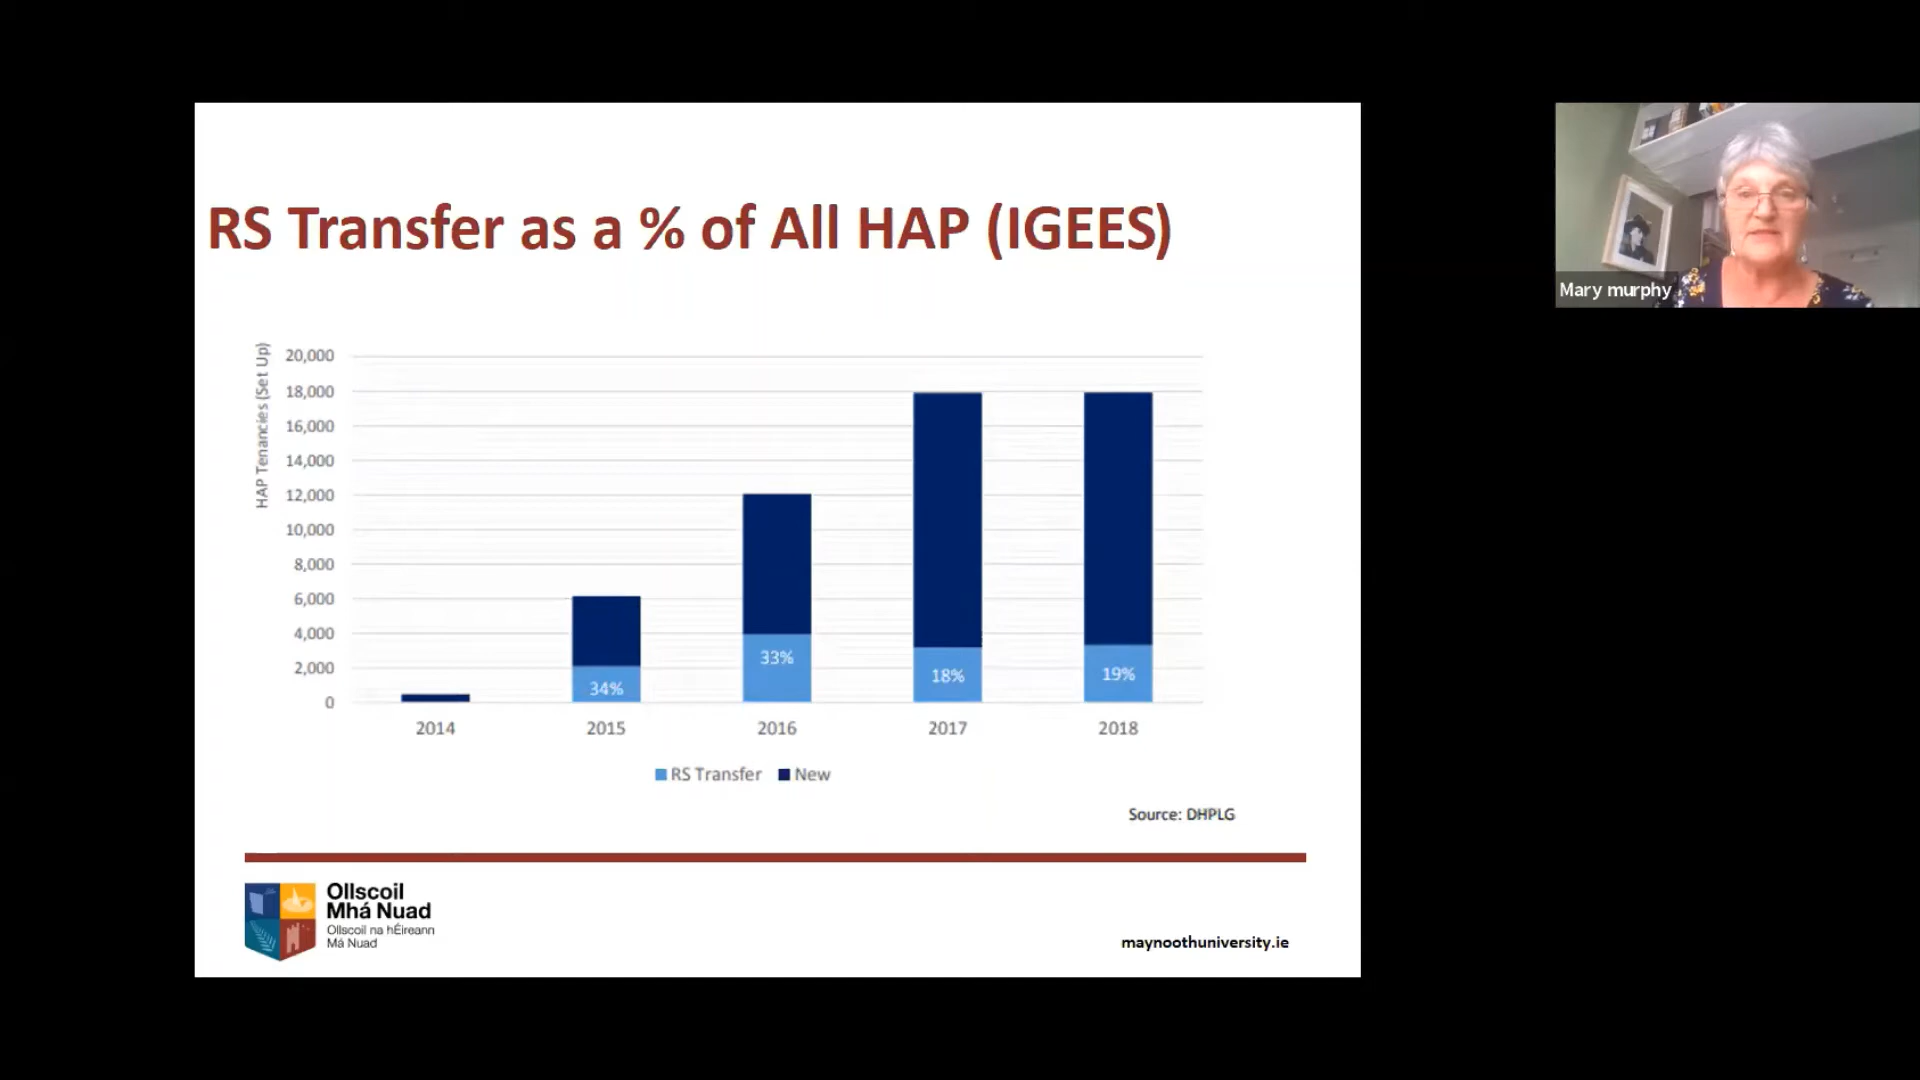 RS Transfer as a % of All HAP (IGEES)
Mary murphy
HAP Tenancies (Set Up)
20,000
18,000
16,000
14,000
12,000
10,000
8,000
6,000
4,000
2,000
0
34%
33%
18%
19%
2014 2015 2016 2017 2018
RS Transfer New
Source: DHPLG
Ollscoil
Mhá Nuad
Ollscoil na hÉireann
Má Nuad
maynoothuniversity.ie